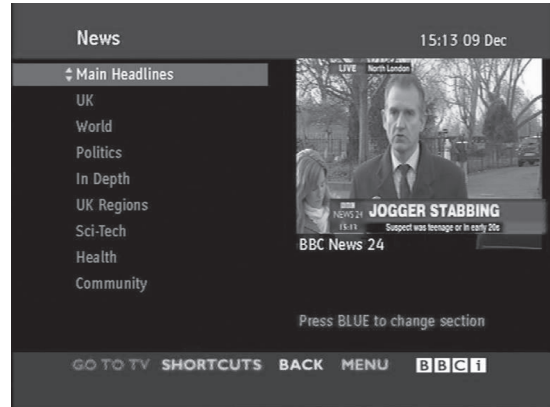 News
15:13 09 Dec
Main Headlines
UK
World
Politics
In Depth
UK Regions
Sci-Tech
Health
Community
LIVE North London
BBC
NEWS 24
15:13
JOGGER STABBING
Suspect was teenage or in early 20s
BBC News 24
Press BLUE to change section
GO TO TV SHORTCUTS BACK MENU BBCi